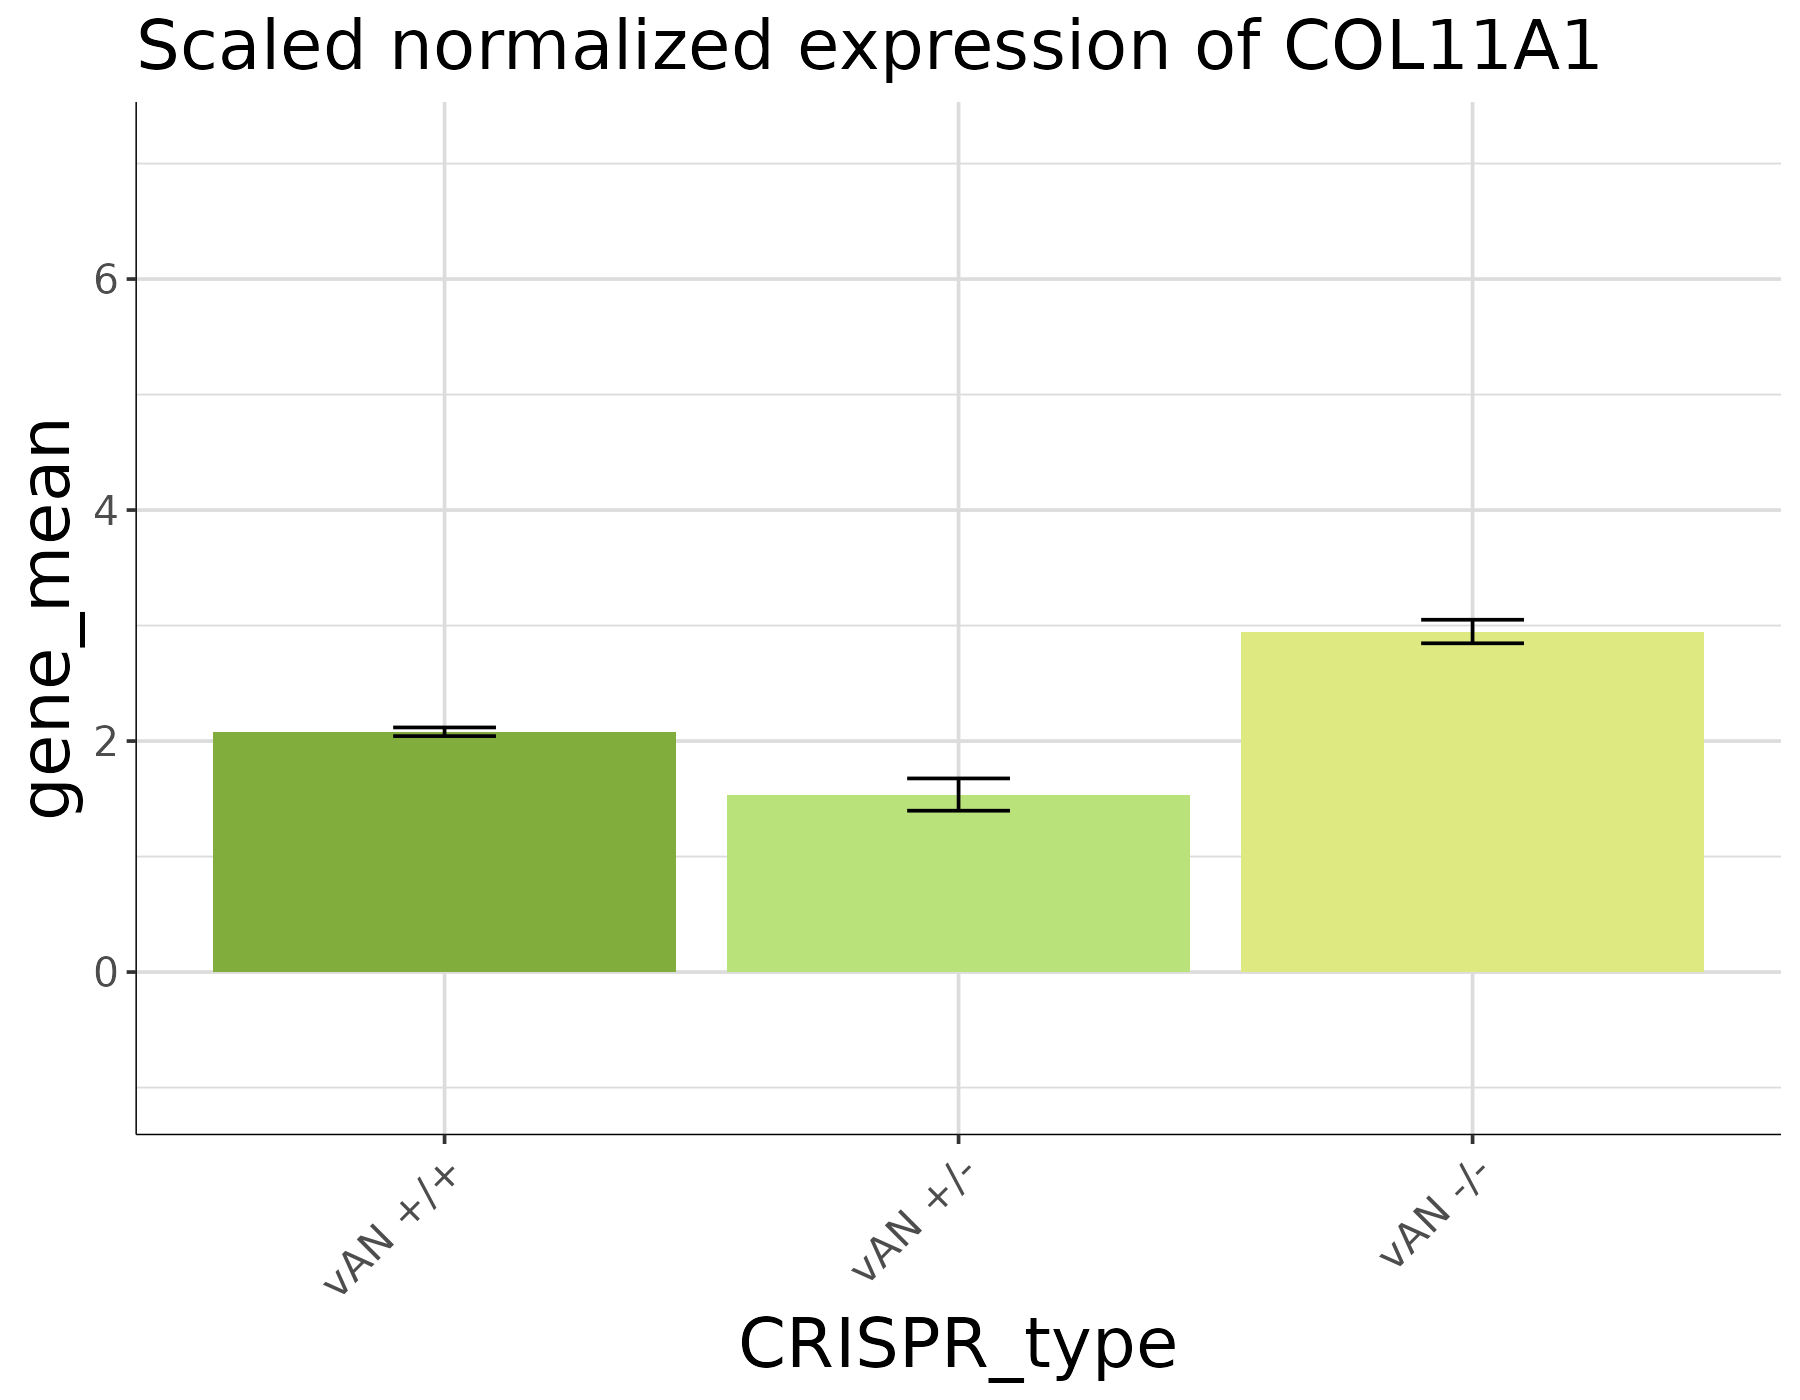 Scaled normalized expression of COL11A1
gene_mean
6
4
2
0
vAN +/+
vAN +/-
vAN -/-
CRISPR_type